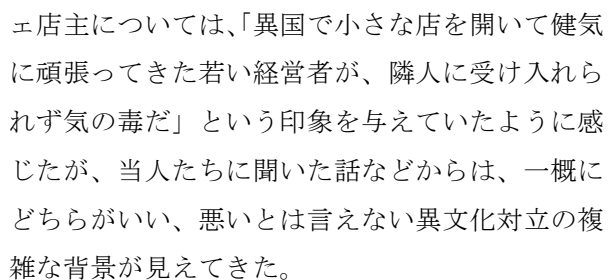 ェ店主については、「異国で小さな店を開いて健気
に頑張ってきた若い経営者が、隣人に受け入れら
れず気の毒だ」という印象を与えていたように感
じたが、当人たちに聞いた話などからは、一概に
どちらがいい、悪いとは言えない異文化対立の複
雑な背景が見えてきた。